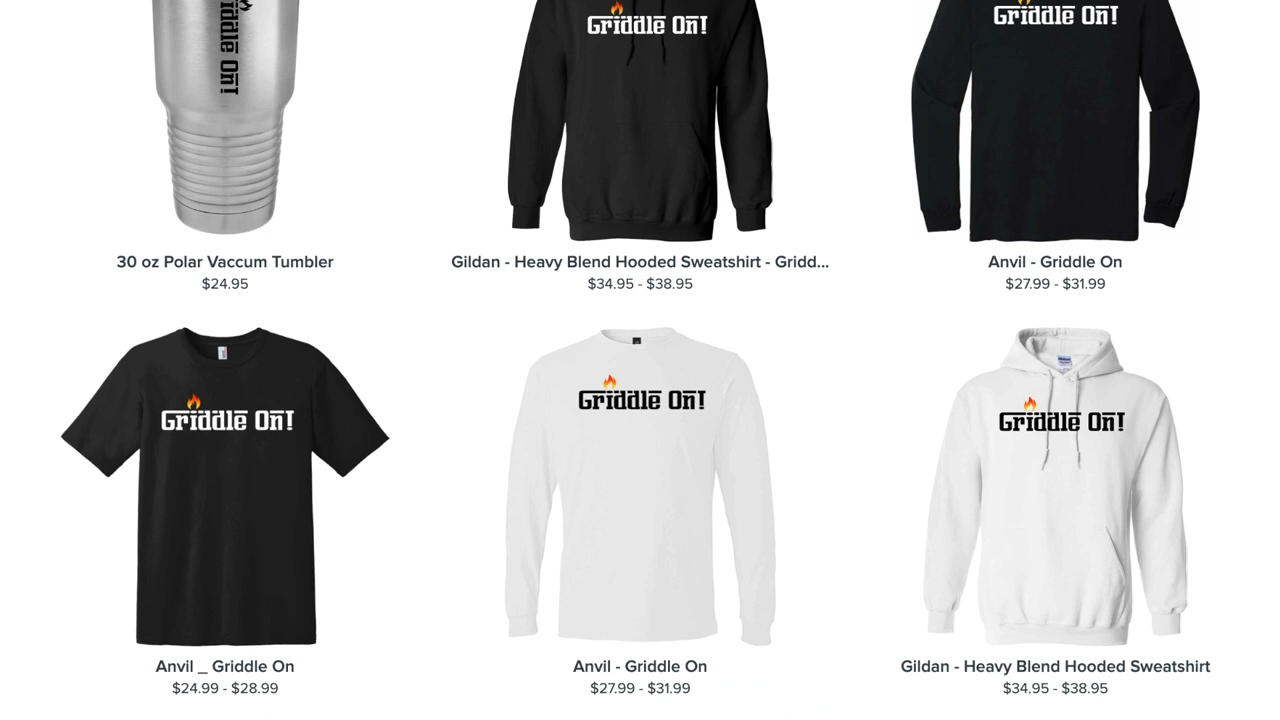 Griddle On!
Griddle On!
Griddle On!
30 oz Polar Vaccum Tumbler
$24.95
Gildan - Heavy Blend Hooded Sweatshirt - Gridd...
$34.95 - $38.95
Anvil - Griddle On
$27.99 - $31.99
Griddle On!
Griddle On!
Griddle On!
Anvil _ Griddle On
$24.99 - $28.99
Anvil - Griddle On
$27.99 - $31.99
Gildan - Heavy Blend Hooded Sweatshirt
$34.95 - $38.95